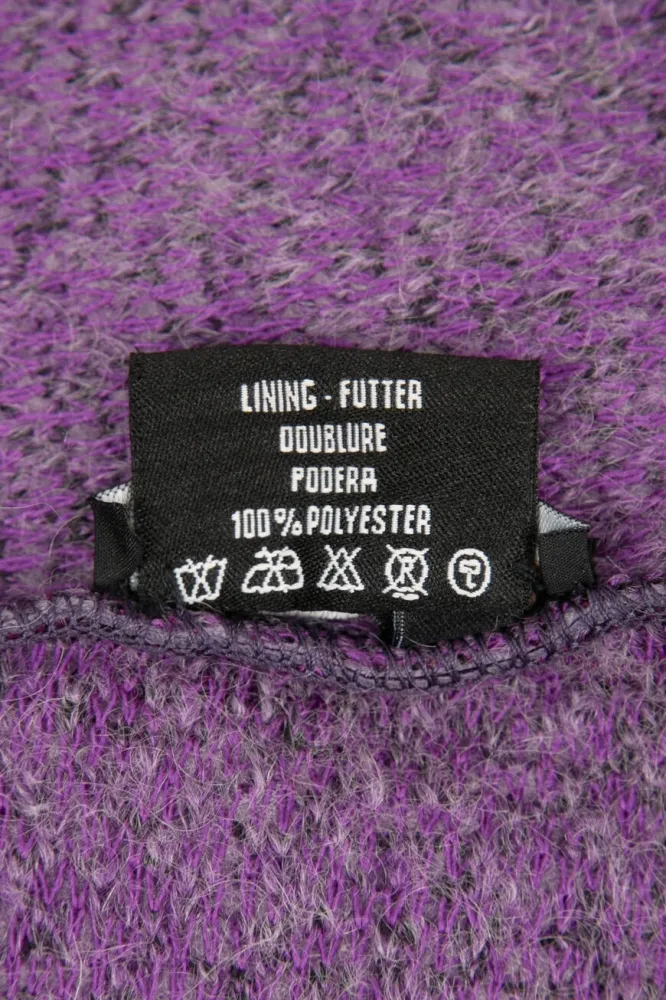 LINING - FUTTER
DOUBLURE
PODERA
100% POLYESTER
R P